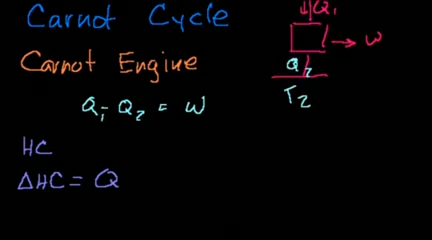 Carnot Cycle
Q₁
W
Carnot Engine
Q₂
T₂
Q₁ - Q₂ = W
HC
ΔHC = Q